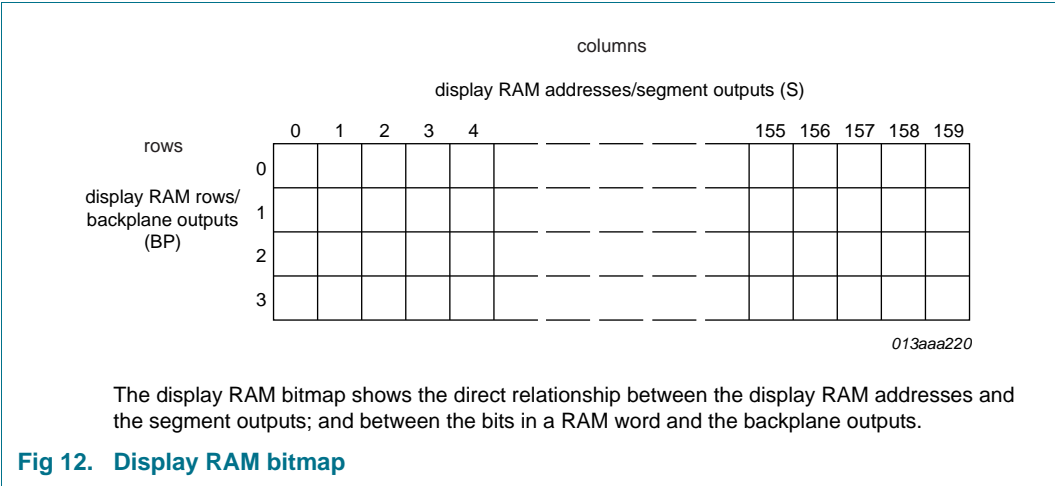 columns
display RAM addresses/segment outputs (S)
0 1 2 3 4 155 156 157 158 159
rows
0
display RAM rows/
backplane outputs
(BP)
1
2
3
013aaa220
The display RAM bitmap shows the direct relationship between the display RAM addresses and
the segment outputs; and between the bits in a RAM word and the backplane outputs.
Fig 12. Display RAM bitmap